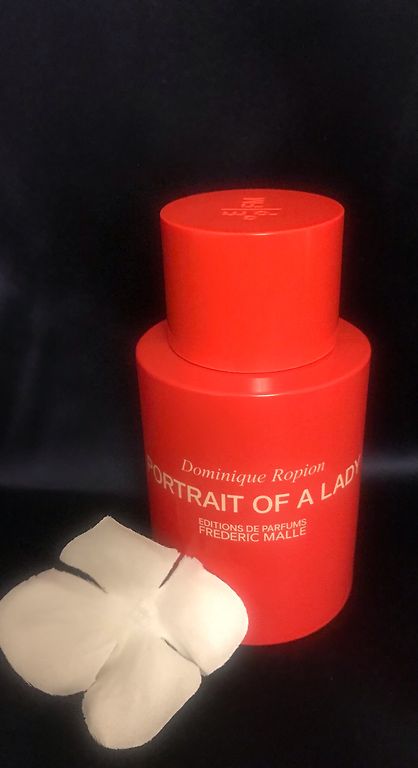 Dominique Ropion
PORTRAIT OF A LADY
EDITIONS DE PARFUMS
FREDERIC MALLE